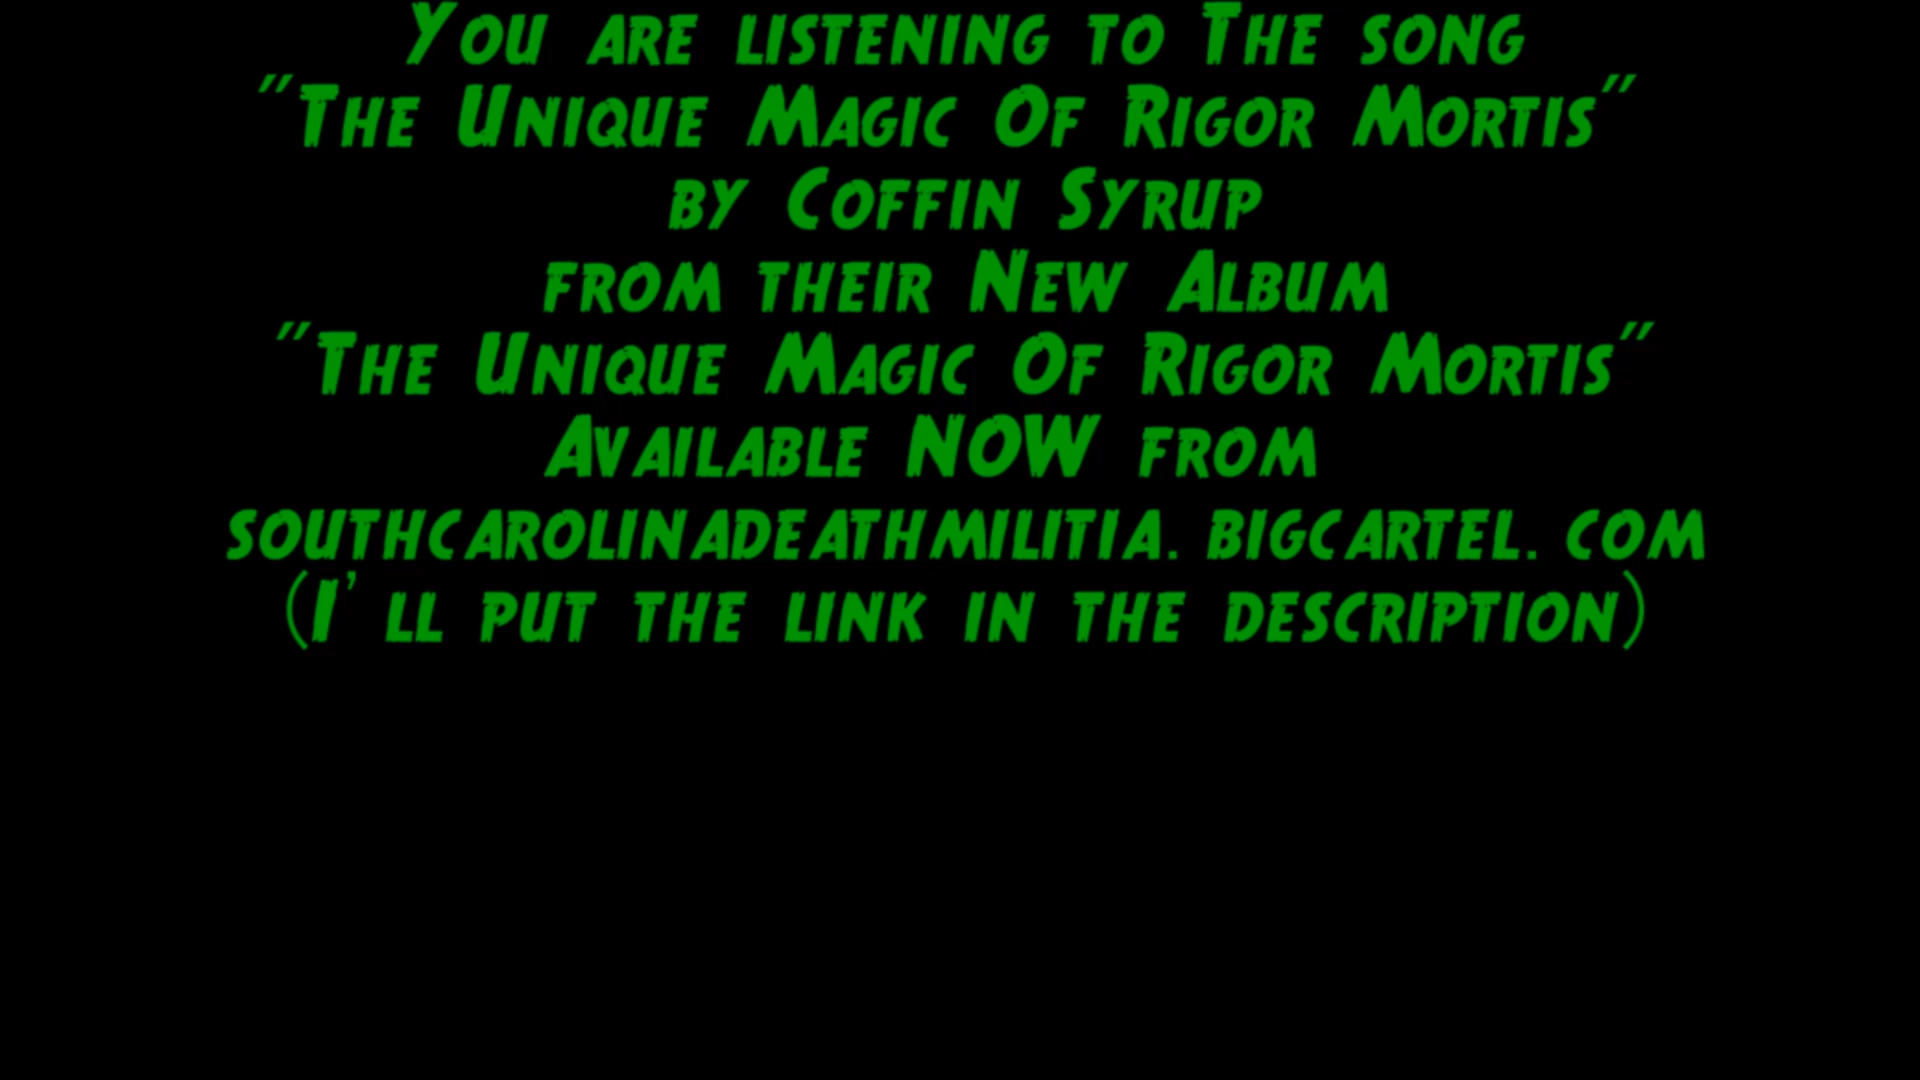 You are listening to The song
"The Unique Magic Of Rigor Mortis"
by Coffin Syrup
from their New Album
"The Unique Magic Of Rigor Mortis"
Available NOW from
southcarolinadeathmilitia.bigcartel.com
(I'll put the link in the description)